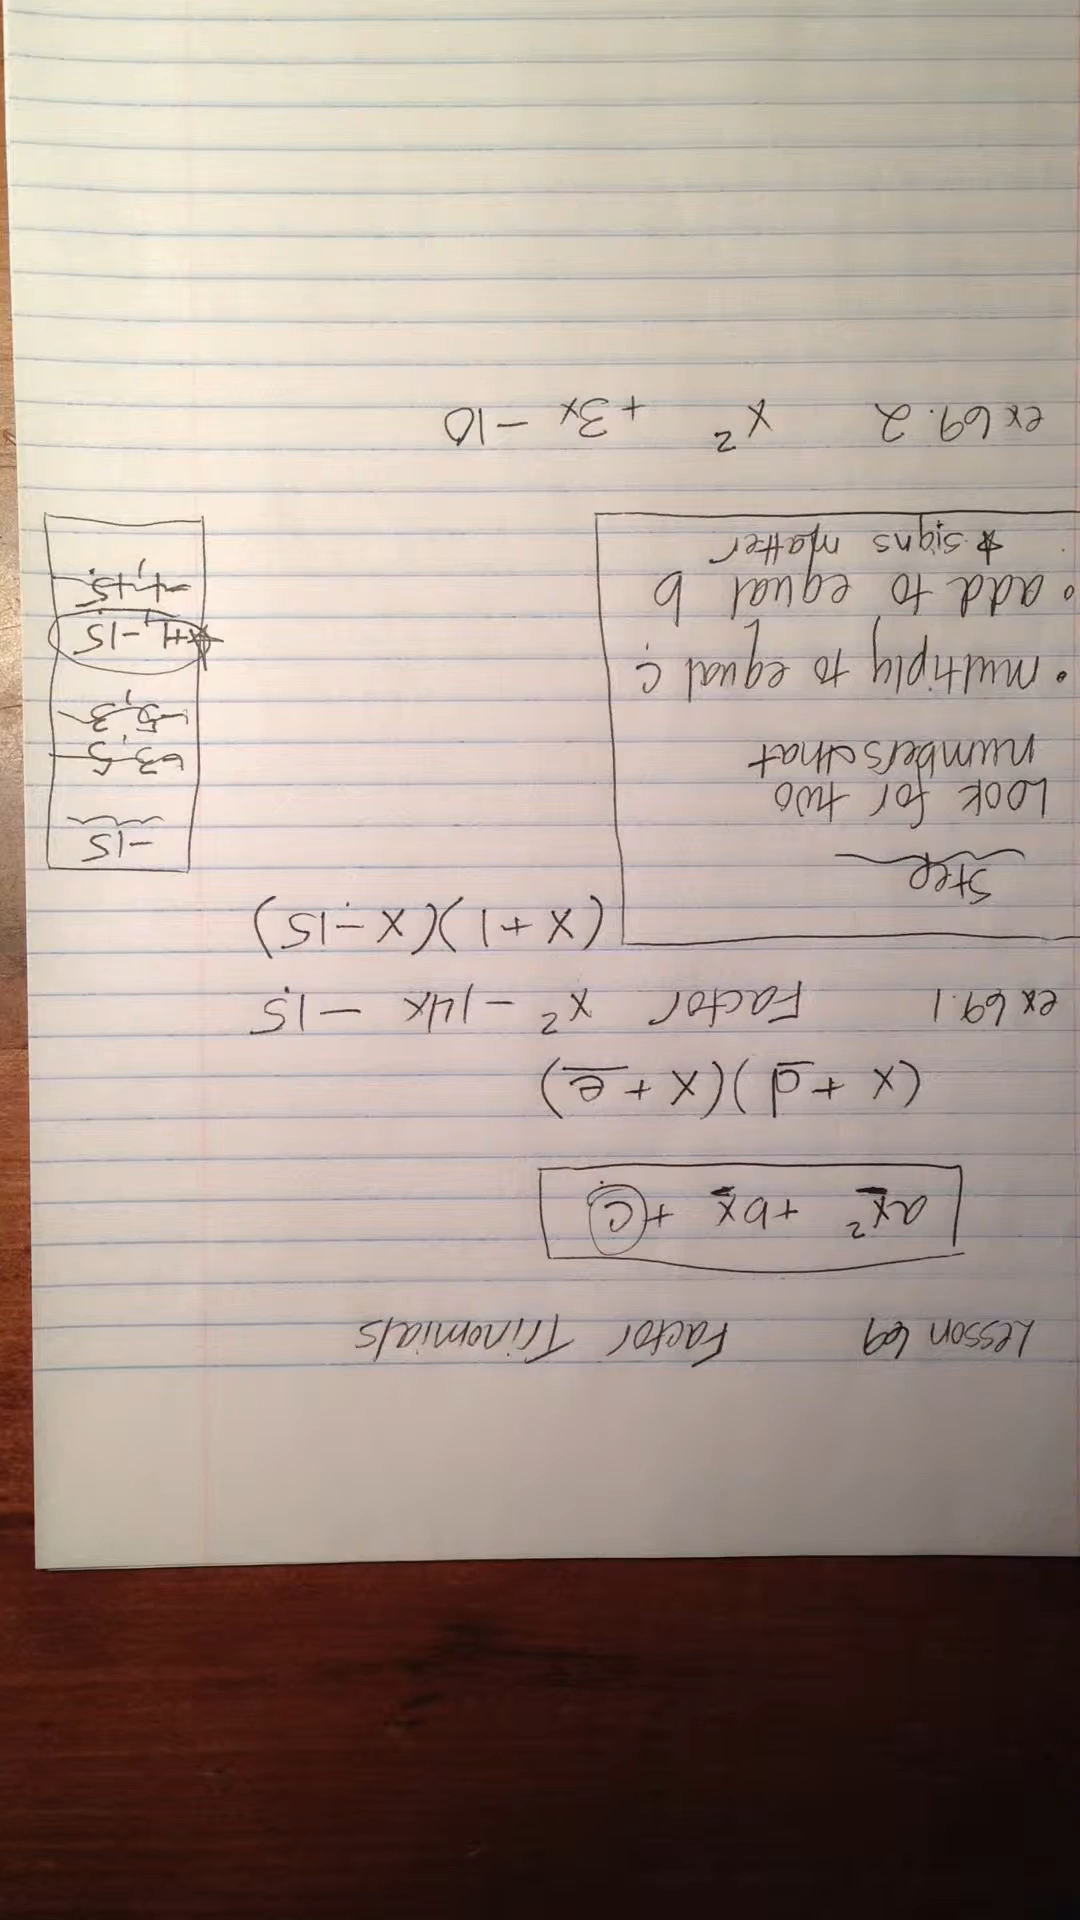 Lesson 69 Factor Trinomials
ax² + bx + c
(x + d)(x + e)
ex 69.1 Factor x² - 14x - 15
(x + 1)(x - 15)
Step
Look for two
numbers that
• multiply to equal c
• add to equal b
* signs matter
-15
-3, 5
-5, 3
+1, -15
-1, +15
ex 69.2 x² + 3x - 10